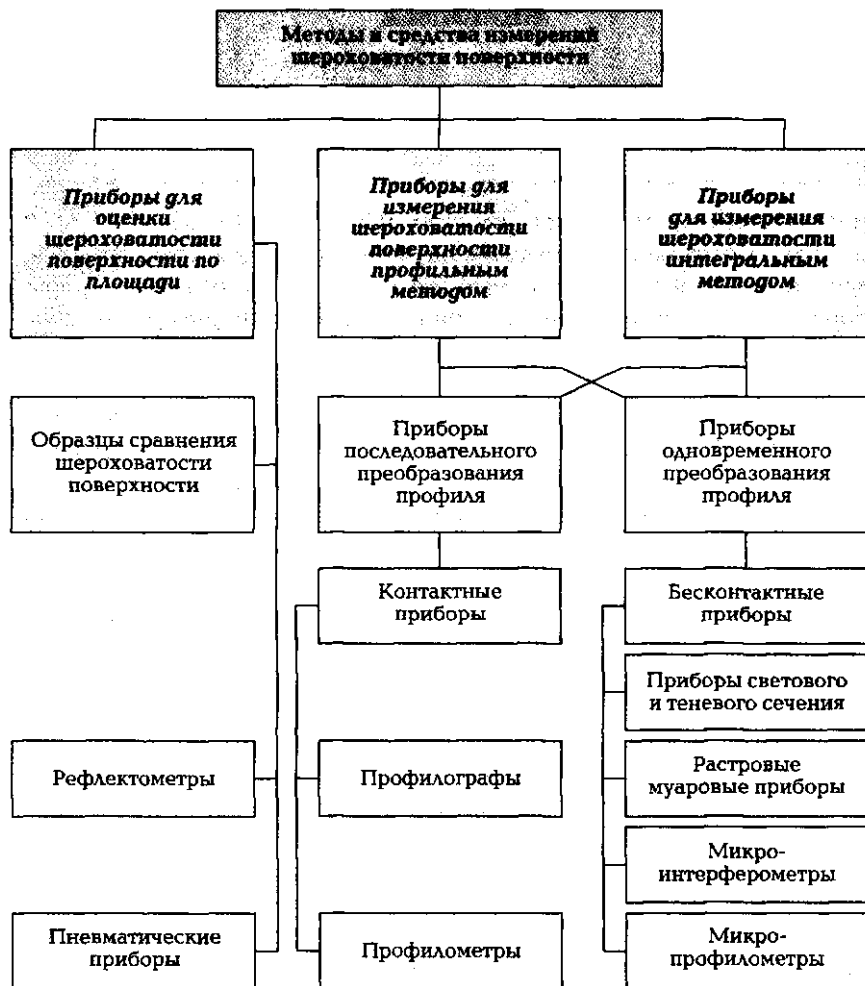 Методы и средства измерений
шероховатости поверхности
Приборы для
оценки
шероховатости
поверхности по
площади
Приборы для
измерения
шероховатости
поверхности
профильным
методом
Приборы
для измерения
шероховатости
интегральным
методом
Образцы сравнения
шероховатости
поверхности
Приборы
последовательного
преобразования
профиля
Приборы
одновременного
преобразования
профиля
Контактные
приборы
Бесконтактные
приборы
Приборы светового
и теневого сечения
Рефлектометры
Профилографы
Растровые
муаровые приборы
Микро-
интерферометры
Пневматические
приборы
Профилометры
Микро-
профилометры